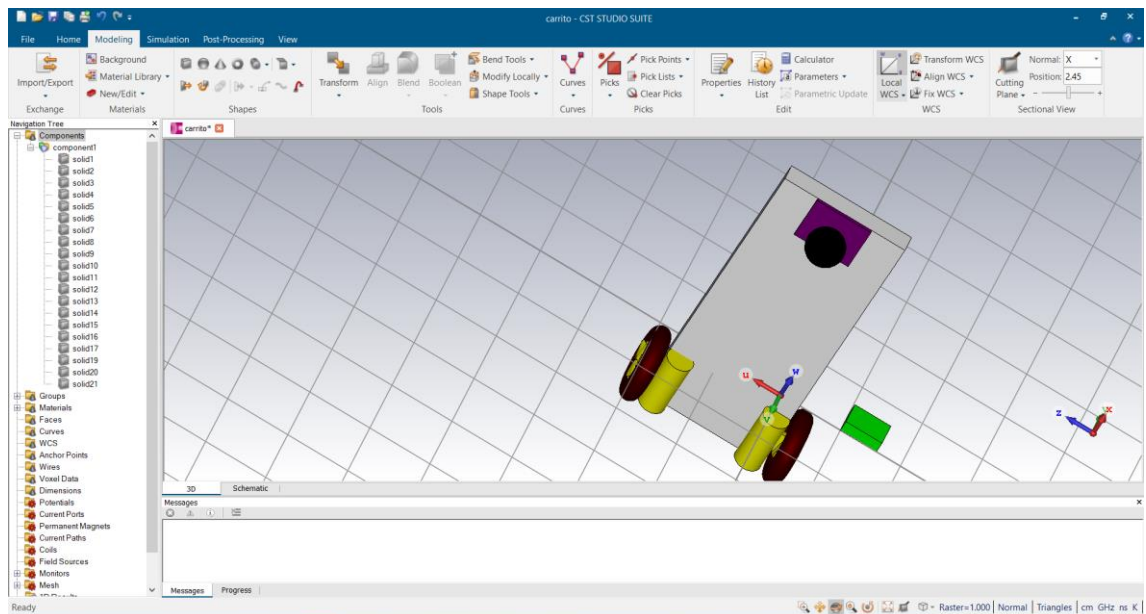 carrito - CST STUDIO SUITE
File Home Modeling Simulation Post-Processing View
Import/Export
Background
Material Library
New/Edit
Exchange
Materials
Shapes
Transform
Align
Blend
Boolean
Bend Tools
Modify Locally
Shape Tools
Tools
Curves
Curves
Picks
Pick Points
Pick Lists
Clear Picks
Picks
Properties
History
List
Calculator
Parameters
Parametric Update
Edit
Local
WCS
Transform WCS
Align WCS
Fix WCS
WCS
Cutting
Plane
Normal: X
Position: 2.45
Sectional View
Navigation Tree
carrito*
Components
component1
solid1
solid2
solid3
solid4
solid5
solid6
solid7
solid8
solid9
solid10
solid11
solid12
solid13
solid14
solid15
solid16
solid17
solid19
solid20
solid21
Groups
Materials
Faces
Curves
WCS
Anchor Points
Wires
Voxel Data
Dimensions
Potentials
Current Ports
Permanent Magnets
Current Paths
Coils
Field Sources
Monitors
Mesh
u
w
v
z
x
3D Schematic
Messages
Messages Progress
Ready
Raster=1.000 Normal Triangles cm GHz ns K